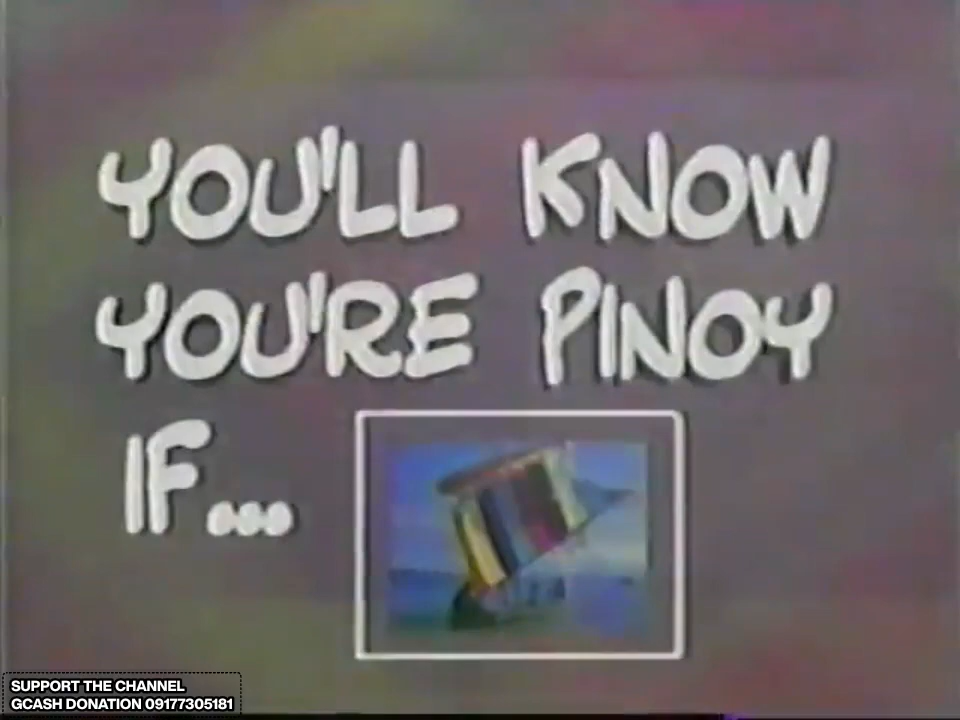 YOU'LL KNOW
YOU'RE PINOY
IF...
SUPPORT THE CHANNEL
GCASH DONATION 09177305181